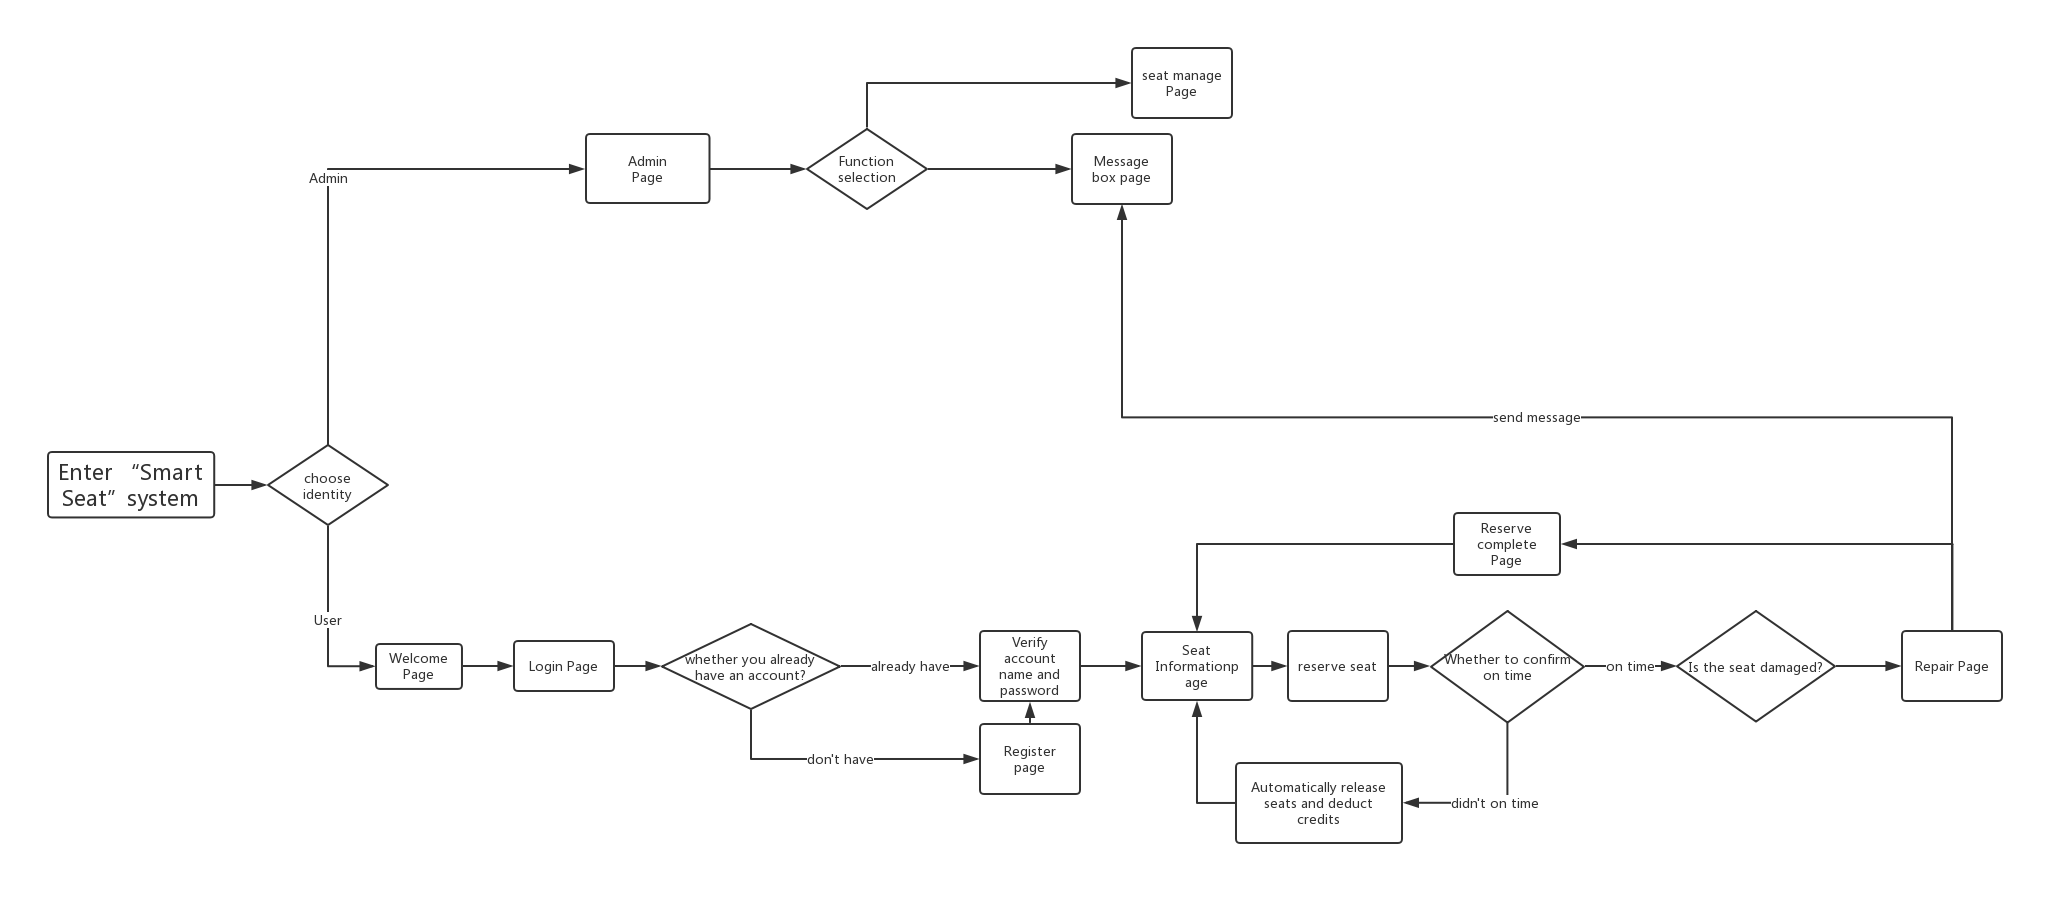 seat manage
Page
Admin
Page
Function
selection
Message
box page
Admin
send message
Enter “Smart
Seat” system
choose
identity
Reserve
complete
Page
User
Welcome
Page
Login Page
whether you already
have an account?
already have
Verify
account
name and
password
Seat
Informationp
age
reserve seat
Whether to confirm
on time
on time
Is the seat damaged?
Repair Page
don't have
Register
page
Automatically release
seats and deduct
credits
didn't on time